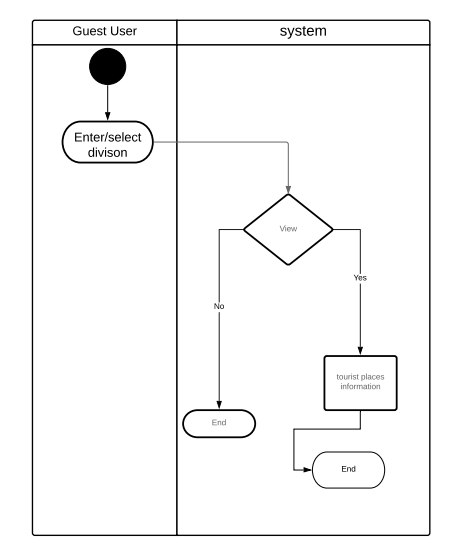 Guest User
system
Enter/select
divison
View
Yes
No
tourist places
information
End
End